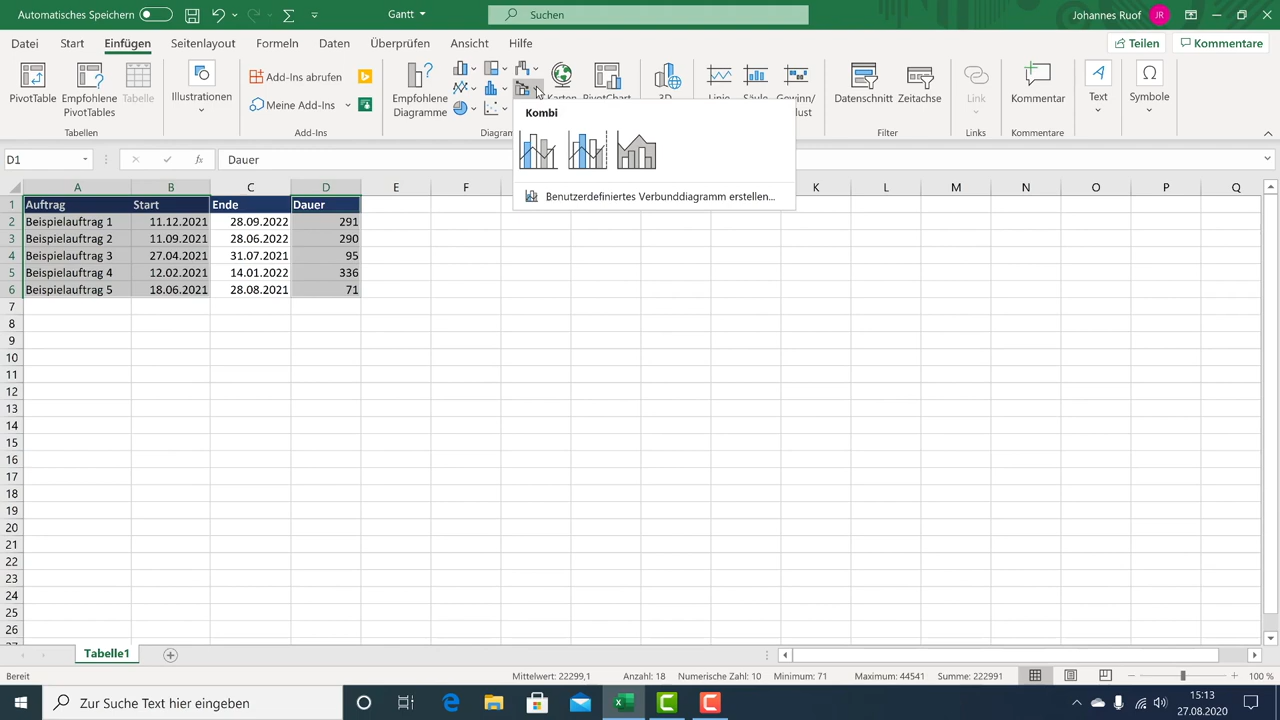 Automatisches Speichern
Gantt
Suchen
Johannes Ruof
JR
Datei Start Einfügen Seitenlayout Formeln Daten Überprüfen Ansicht Hilfe
Teilen
Kommentare
PivotTable
Empfohlene
PivotTables
Tabelle
Tabellen
Illustrationen
Add-Ins abrufen
Meine Add-Ins
Add-Ins
Empfohlene
Diagramme
Karten
PivotChart
3D
Linie
Säule
Gewinn/
Datenschnitt
Zeitachse
Filter
Link
Links
Kommentar
Kommentare
Text
Symbole
Kombi
Benutzerdefiniertes Verbunddiagramm erstellen...
D1
fx
Dauer
A B C D E F K L M N O P Q
1 Auftrag Start Ende Dauer
2 Beispielauftrag 1 11.12.2021 28.09.2022 291
3 Beispielauftrag 2 11.09.2021 28.06.2022 290
4 Beispielauftrag 3 27.04.2021 31.07.2021 95
5 Beispielauftrag 4 12.02.2021 14.01.2022 336
6 Beispielauftrag 5 18.06.2021 28.08.2021 71
7
8
9
10
11
12
13
14
15
16
17
18
19
20
21
22
23
24
25
26
Tabelle1
Bereit
Mittelwert: 22299,1 Anzahl: 18 Numerische Zahl: 10 Minimum: 71 Maximum: 44541 Summe: 222991
100 %
Zur Suche Text hier eingeben
15:13
27.08.2020